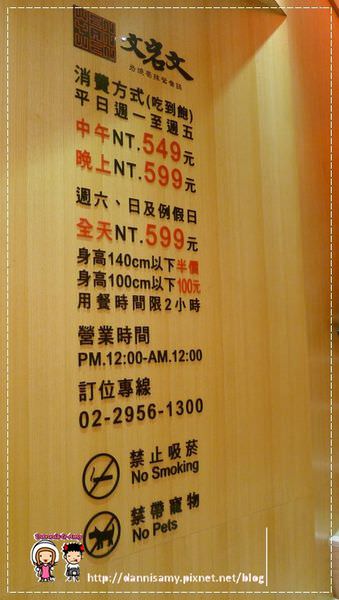 文名文
消費方式(吃到飽)
平日週一至週五
中午NT.549元
晚上NT.599元
週六、日及例假日
全天NT.599元
身高140cm以下半價
身高100cm以下100元
用餐時間限2小時
營業時間
PM.12:00-AM.12:00
訂位專線
02-2956-1300
禁止吸菸
No Smoking
禁帶寵物
No Pets
http://dannisamy.pixnet.net/blog